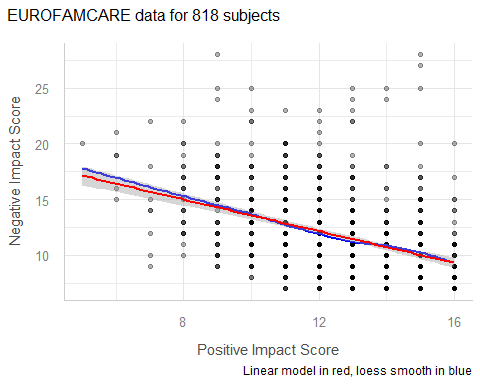 EUROFAMCARE data for 818 subjects
Negative Impact Score
25
20
15
10
8
12
16
Positive Impact Score
Linear model in red, loess smooth in blue